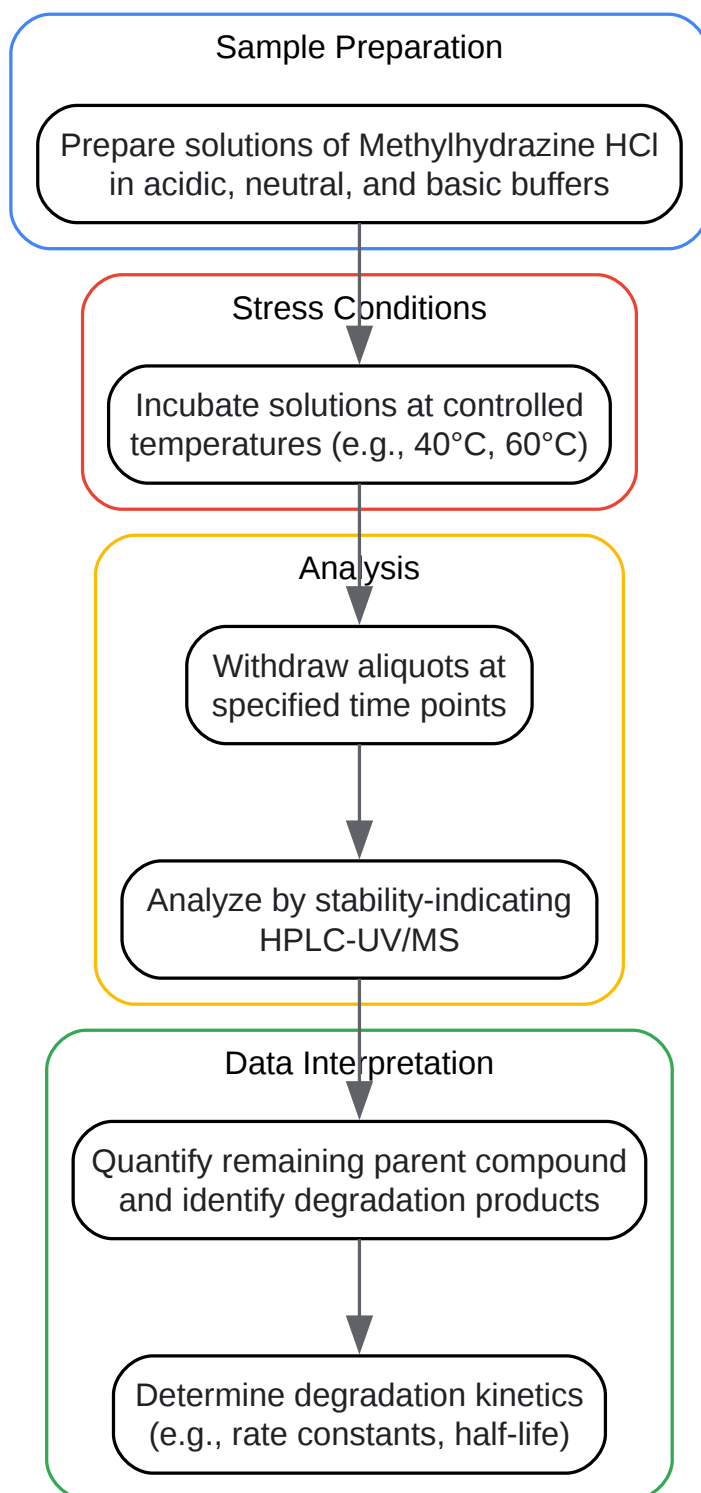 Sample Preparation
Prepare solutions of Methylhydrazine HCl
in acidic, neutral, and basic buffers
Stress Conditions
Incubate solutions at controlled
temperatures (e.g., 40°C, 60°C)
Analysis
Withdraw aliquots at
specified time points
Analyze by stability-indicating
HPLC-UV/MS
Data Interpretation
Quantify remaining parent compound
and identify degradation products
Determine degradation kinetics
(e.g., rate constants, half-life)